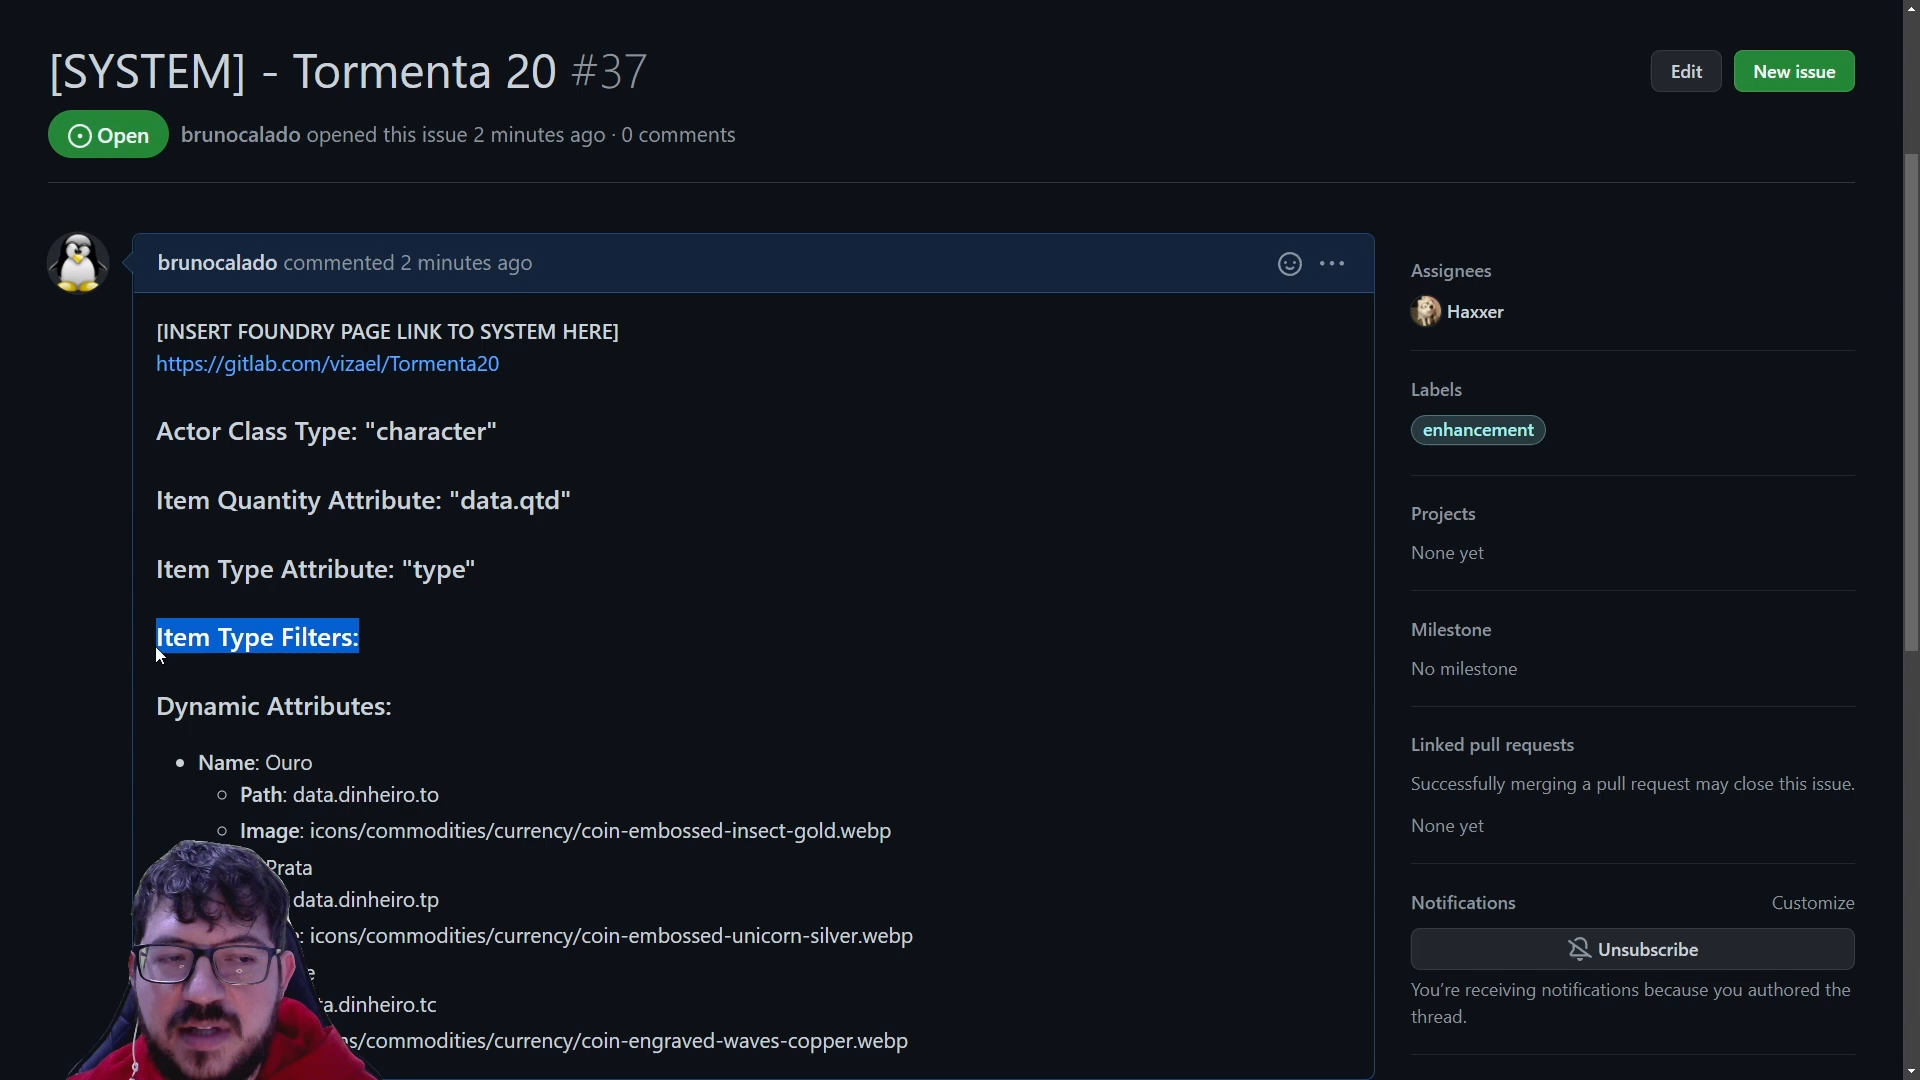 [SYSTEM] - Tormenta 20 #37
Edit
New issue
Open
brunocalado opened this issue 2 minutes ago · 0 comments
brunocalado commented 2 minutes ago
[INSERT FOUNDRY PAGE LINK TO SYSTEM HERE]
https://gitlab.com/vizael/Tormenta20
Actor Class Type: "character"
Item Quantity Attribute: "data.qtd"
Item Type Attribute: "type"
Item Type Filters:
Dynamic Attributes:
Name: Ouro
Path: data.dinheiro.to
Image: icons/commodities/currency/coin-embossed-insect-gold.webp
Prata
data.dinheiro.tp
: icons/commodities/currency/coin-embossed-unicorn-silver.webp
e
ta.dinheiro.tc
ns/commodities/currency/coin-engraved-waves-copper.webp
Assignees
Haxxer
Labels
enhancement
Projects
None yet
Milestone
No milestone
Linked pull requests
Successfully merging a pull request may close this issue.
None yet
Notifications
Customize
Unsubscribe
You're receiving notifications because you authored the
thread.